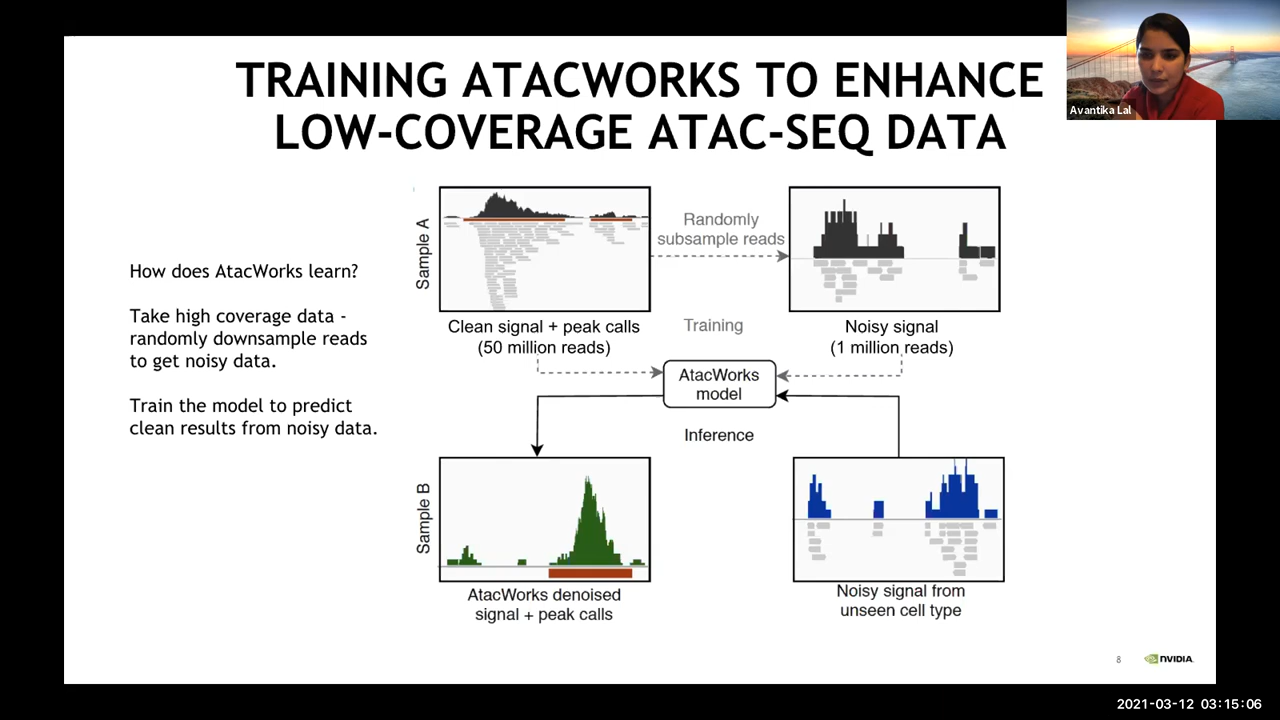 TRAINING ATACWORKS TO ENHANCE
LOW-COVERAGE ATAC-SEQ DATA
Avantika Lal
How does AtacWorks learn?
Take high coverage data -
randomly downsample reads
to get noisy data.
Train the model to predict
clean results from noisy data.
Sample A
Randomly
subsample reads
Clean signal + peak calls
(50 million reads)
Training
Noisy signal
(1 million reads)
AtacWorks
model
Inference
Sample B
AtacWorks denoised
signal + peak calls
Noisy signal from
unseen cell type
8
NVIDIA.
2021-03-12 03:15:06